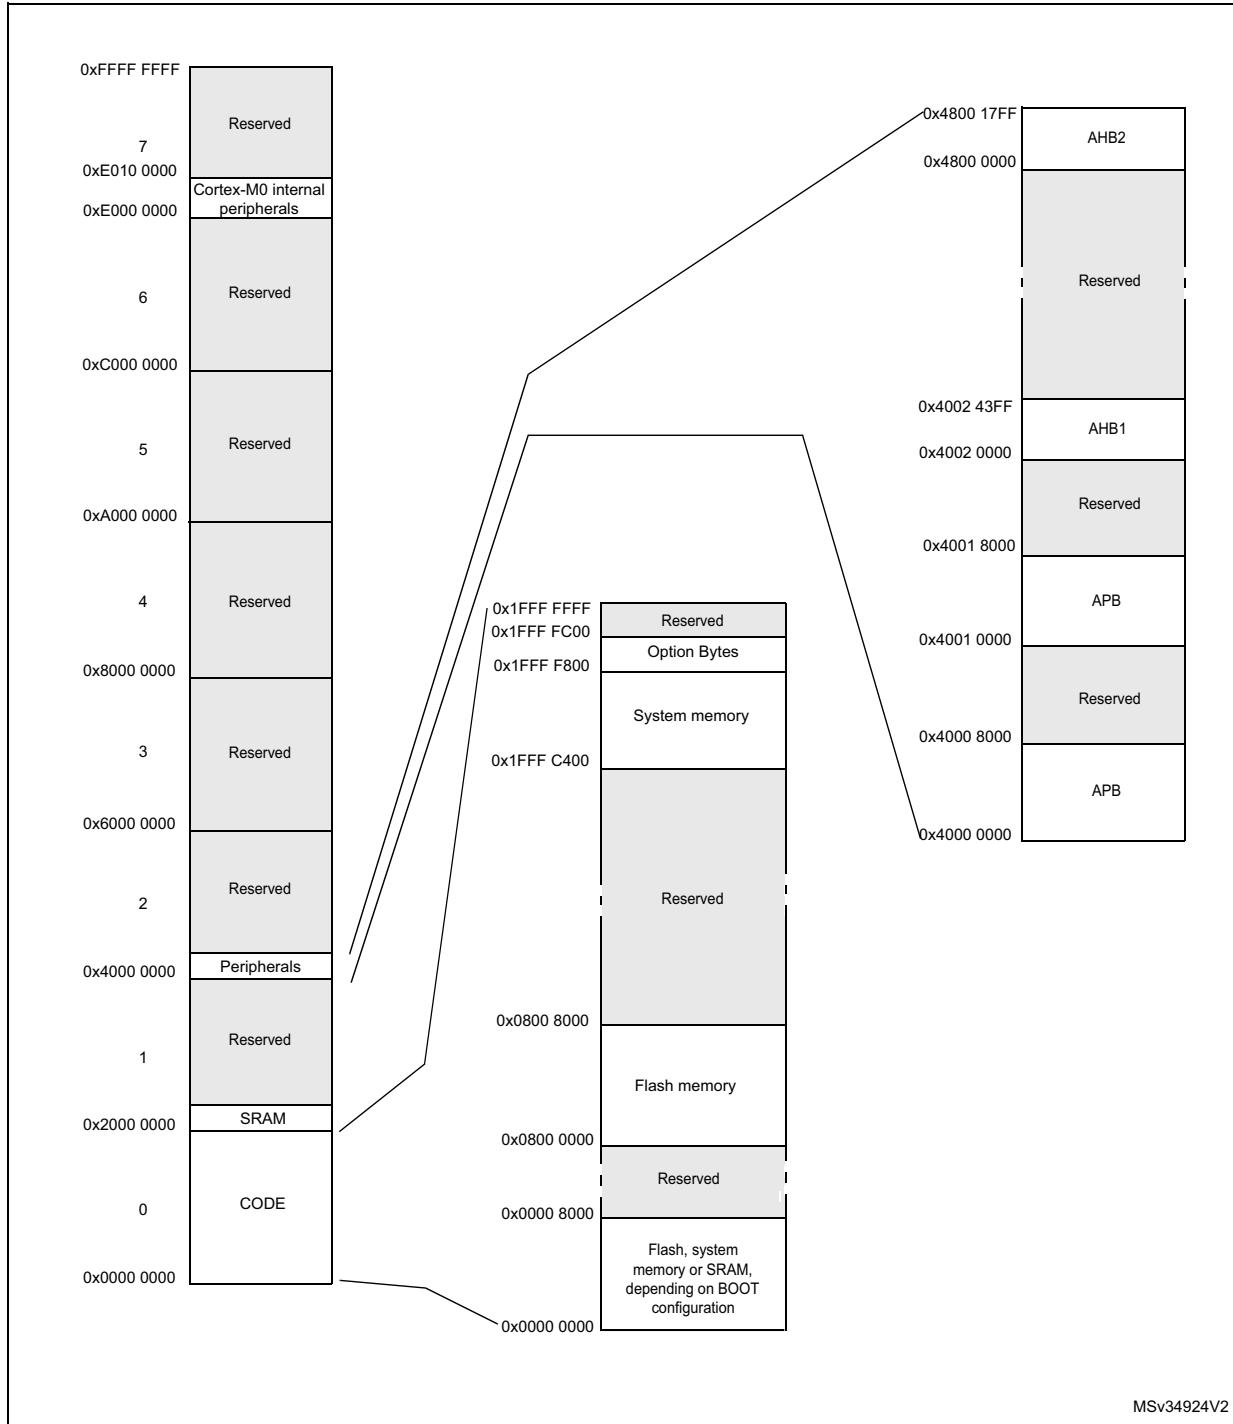 0xFFFF FFFF
Reserved
7
0xE010 0000
Cortex-M0 internal
peripherals
0xE000 0000
Reserved
6
0xC000 0000
Reserved
5
0xA000 0000
Reserved
4
0x8000 0000
Reserved
3
0x6000 0000
Reserved
2
Peripherals
0x4000 0000
Reserved
1
SRAM
0x2000 0000
CODE
0
0x0000 0000
0x1FFF FFFF
Reserved
0x1FFF FC00
Option Bytes
0x1FFF F800
System memory
0x1FFF C400
Reserved
0x0800 8000
Flash memory
0x0800 0000
Reserved
0x0000 8000
Flash, system
memory or SRAM,
depending on BOOT
configuration
0x0000 0000
0x4800 17FF
AHB2
0x4800 0000
Reserved
0x4002 43FF
AHB1
0x4002 0000
Reserved
0x4001 8000
APB
0x4001 0000
Reserved
0x4000 8000
APB
0x4000 0000
MSv34924V2